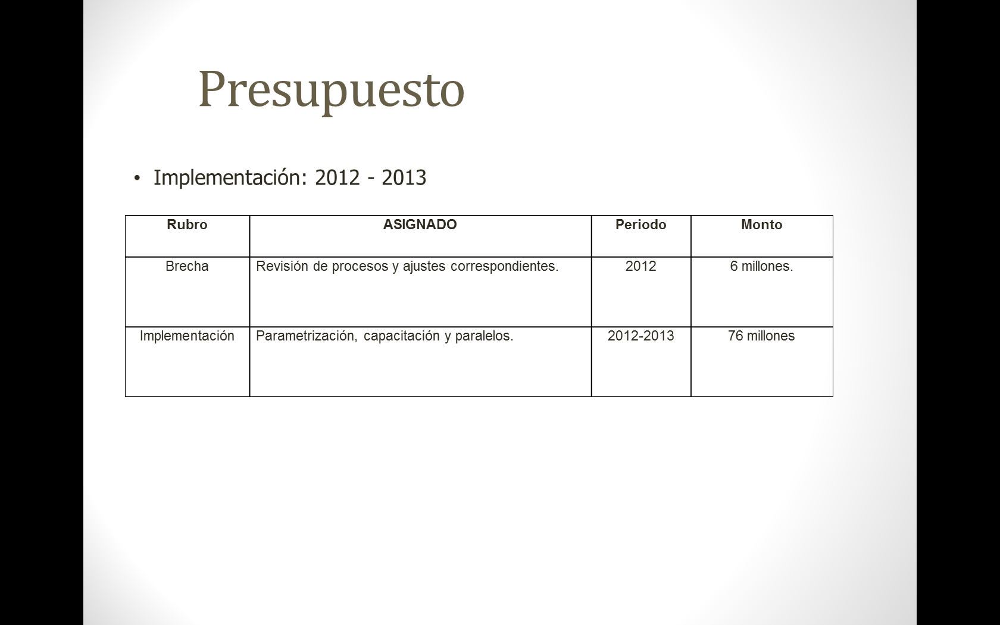 Presupuesto
• Implementación: 2012 - 2013
Rubro ASIGNADO Periodo Monto
Brecha Revisión de procesos y ajustes correspondientes. 2012 6 millones.
Implementación Parametrización, capacitación y paralelos. 2012-2013 76 millones